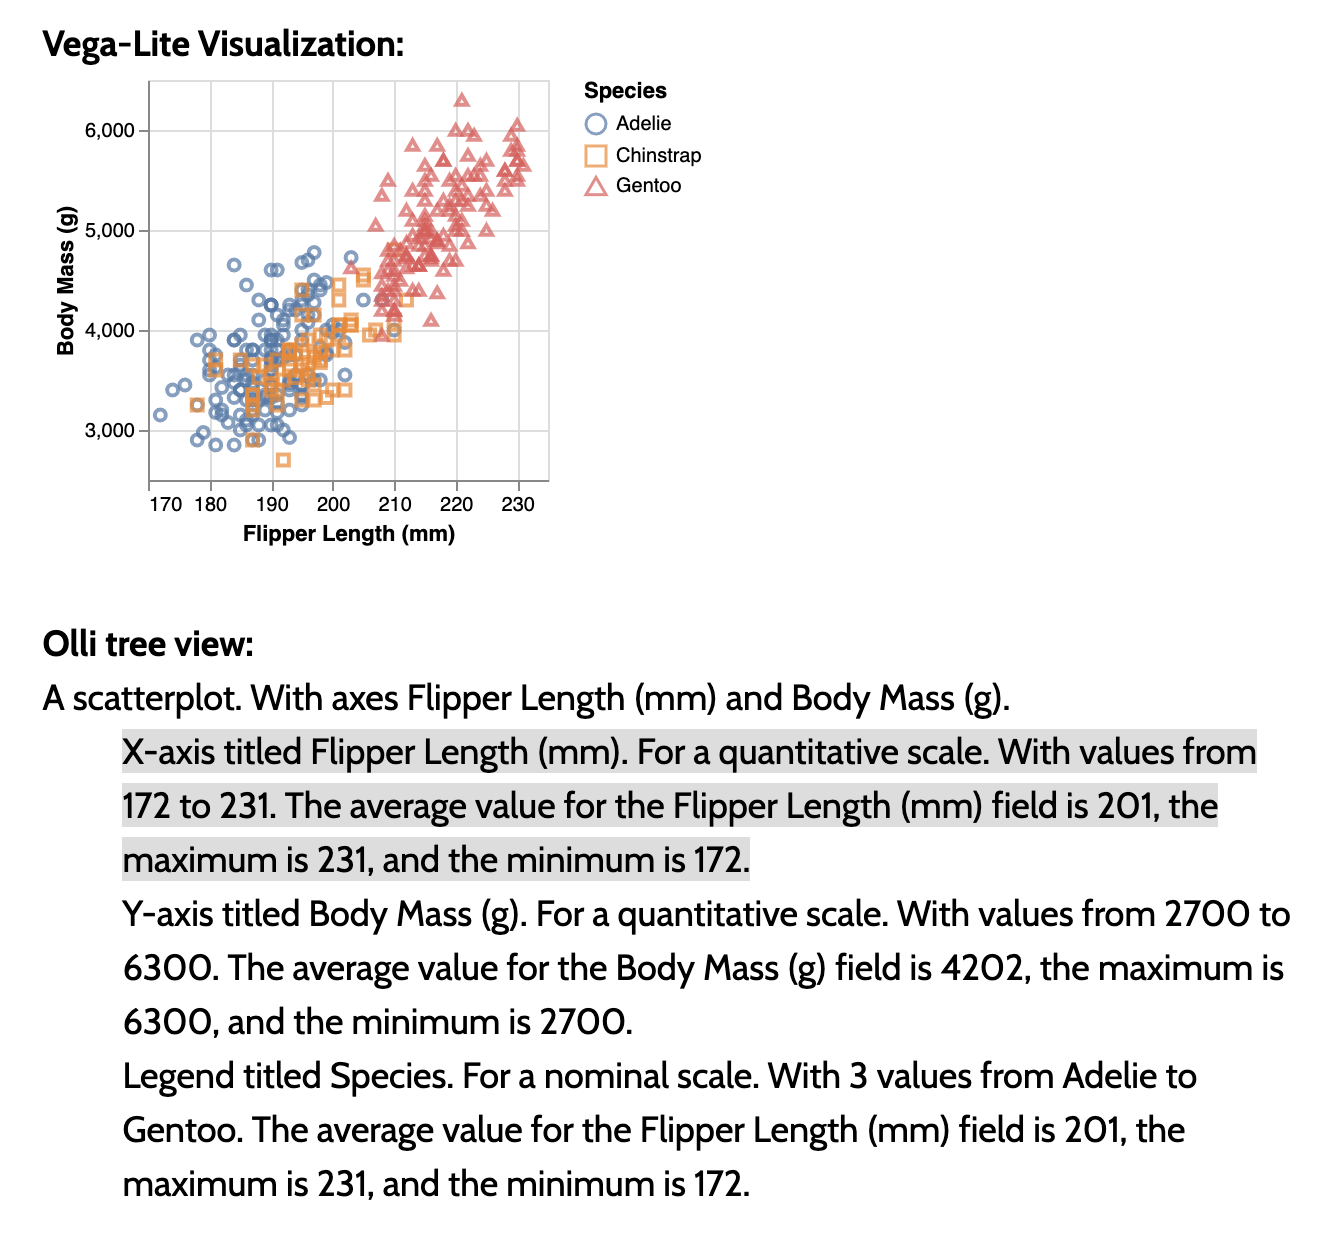 Vega-Lite Visualization:
Species
Adelie
Chinstrap
Gentoo
Body Mass (g)
6,000
5,000
4,000
3,000
170 180 190 200 210 220 230
Flipper Length (mm)
Olli tree view:
A scatterplot. With axes Flipper Length (mm) and Body Mass (g).
X-axis titled Flipper Length (mm). For a quantitative scale. With values from
172 to 231. The average value for the Flipper Length (mm) field is 201, the
maximum is 231, and the minimum is 172.
Y-axis titled Body Mass (g). For a quantitative scale. With values from 2700 to
6300. The average value for the Body Mass (g) field is 4202, the maximum is
6300, and the minimum is 2700.
Legend titled Species. For a nominal scale. With 3 values from Adelie to
Gentoo. The average value for the Flipper Length (mm) field is 201, the
maximum is 231, and the minimum is 172.